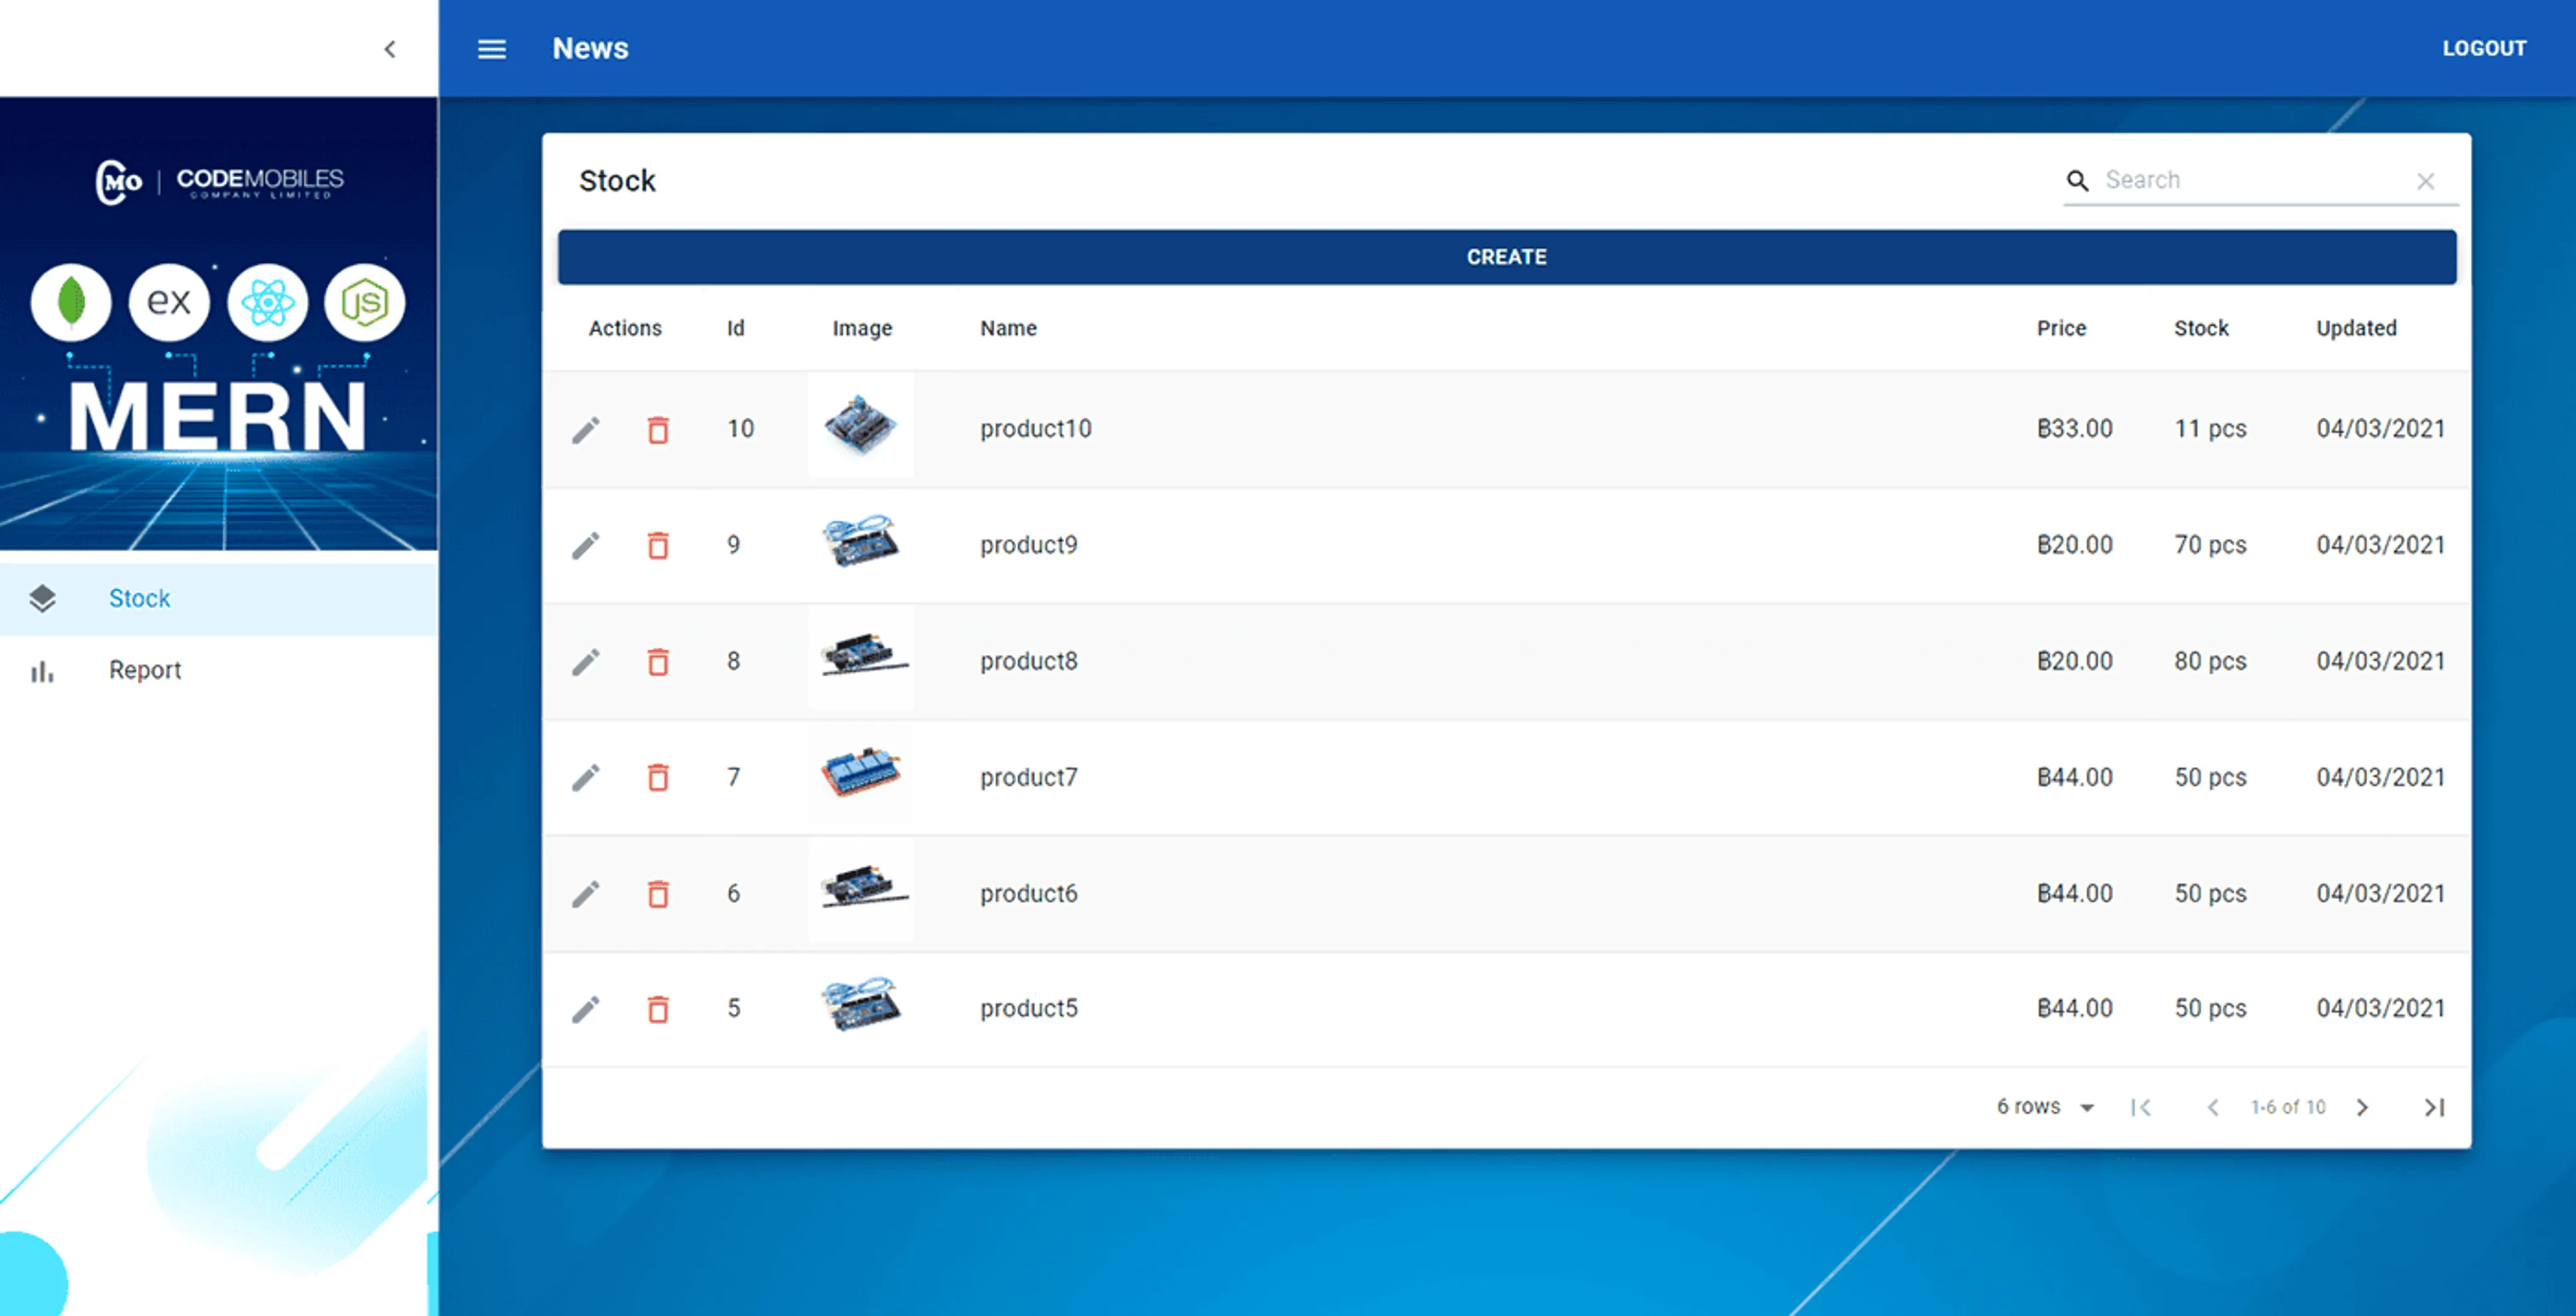 News
LOGOUT
CMO | CODEMOBILES
COMPANY LIMITED
ex
JS
MERN
Stock
Report
Stock
Search
CREATE
Actions Id Image Name Price Stock Updated
10 product10 ฿33.00 11 pcs 04/03/2021
9 product9 ฿20.00 70 pcs 04/03/2021
8 product8 ฿20.00 80 pcs 04/03/2021
7 product7 ฿44.00 50 pcs 04/03/2021
6 product6 ฿44.00 50 pcs 04/03/2021
5 product5 ฿44.00 50 pcs 04/03/2021
6 rows 1-6 of 10